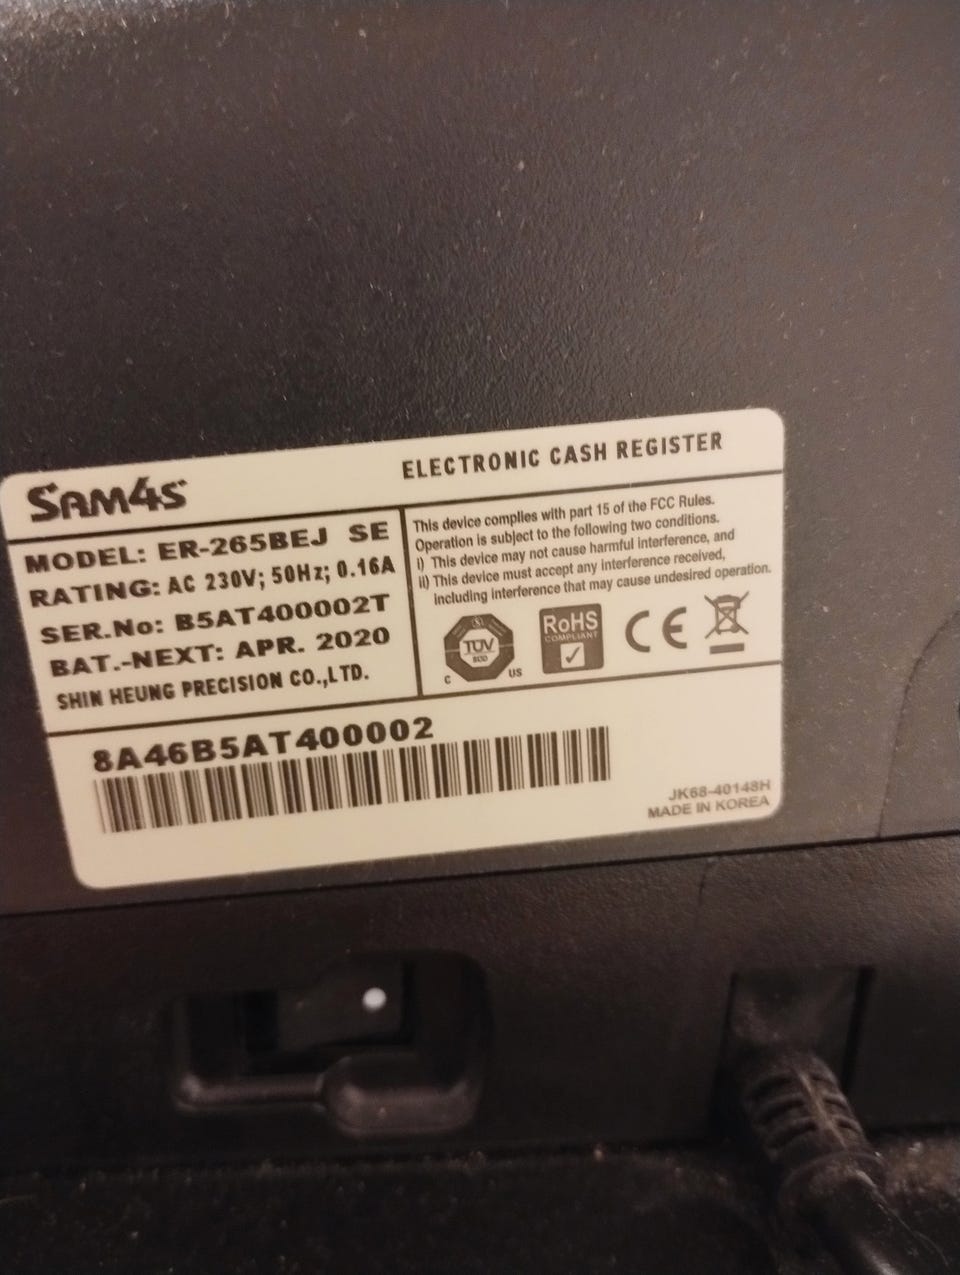 SAM4S
ELECTRONIC CASH REGISTER
MODEL: ER-265BEJ SE
RATING: AC 230V; 50Hz; 0.16A
SER.No: B5AT400002T
BAT.-NEXT: APR. 2020
SHIN HEUNG PRECISION CO.,LTD.
This device complies with part 15 of the FCC Rules.
Operation is subject to the following two conditions.
i) This device may not cause harmful interference, and
ii) This device must accept any interference received,
including interference that may cause undesired operation.
TÜV
C US
RoHS
COMPLIANT
CE
8A46B5AT400002
JK68-40148H
MADE IN KOREA